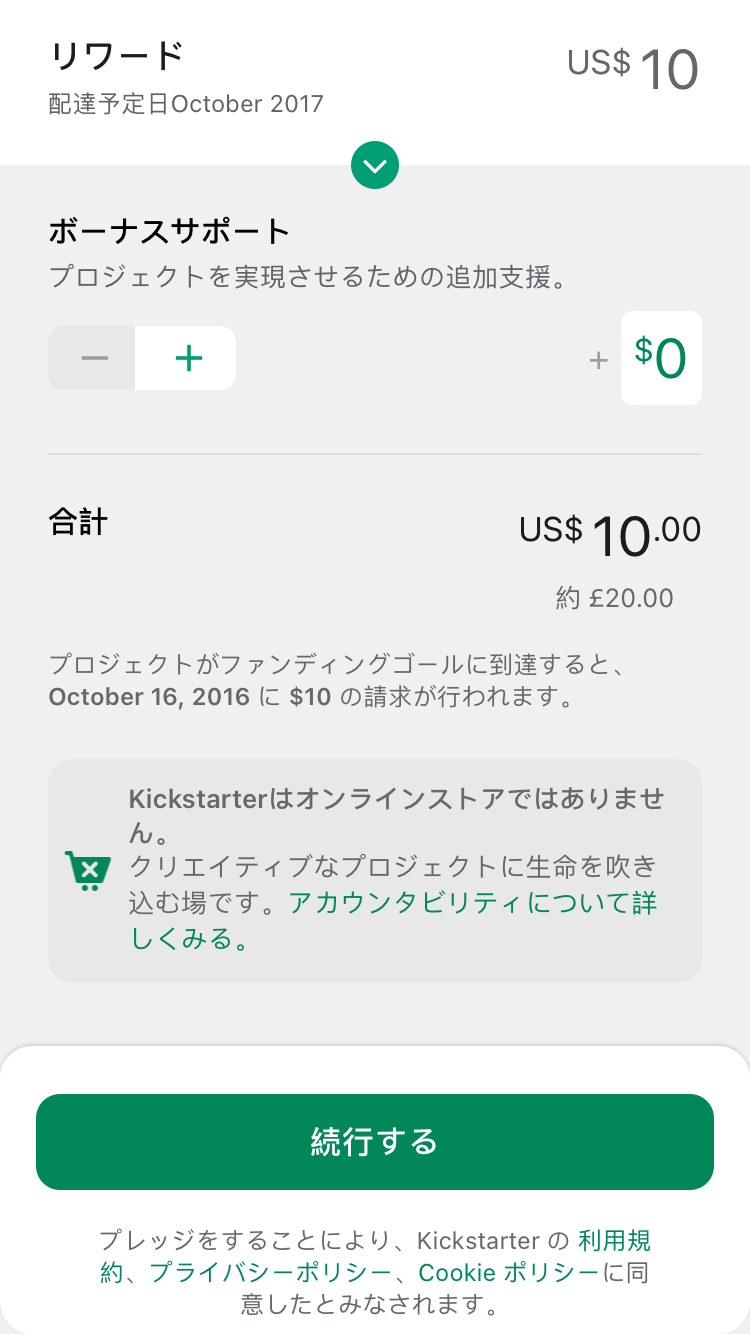 リワード
US$ 10
配達予定日October 2017
ボーナスサポート
プロジェクトを実現させるための追加支援。
+ $0
合計
US$ 10.00
約 £20.00
プロジェクトがファンディングゴールに到達すると、
October 16, 2016 に $10 の請求が行われます。
Kickstarterはオンラインストアではありませ
ん。
クリエイティブなプロジェクトに生命を吹き
込む場です。アカウンタビリティについて詳
しくみる。
続行する
プレッジをすることにより、Kickstarter の 利用規
約、プライバシーポリシー、Cookie ポリシーに同
意したとみなされます。